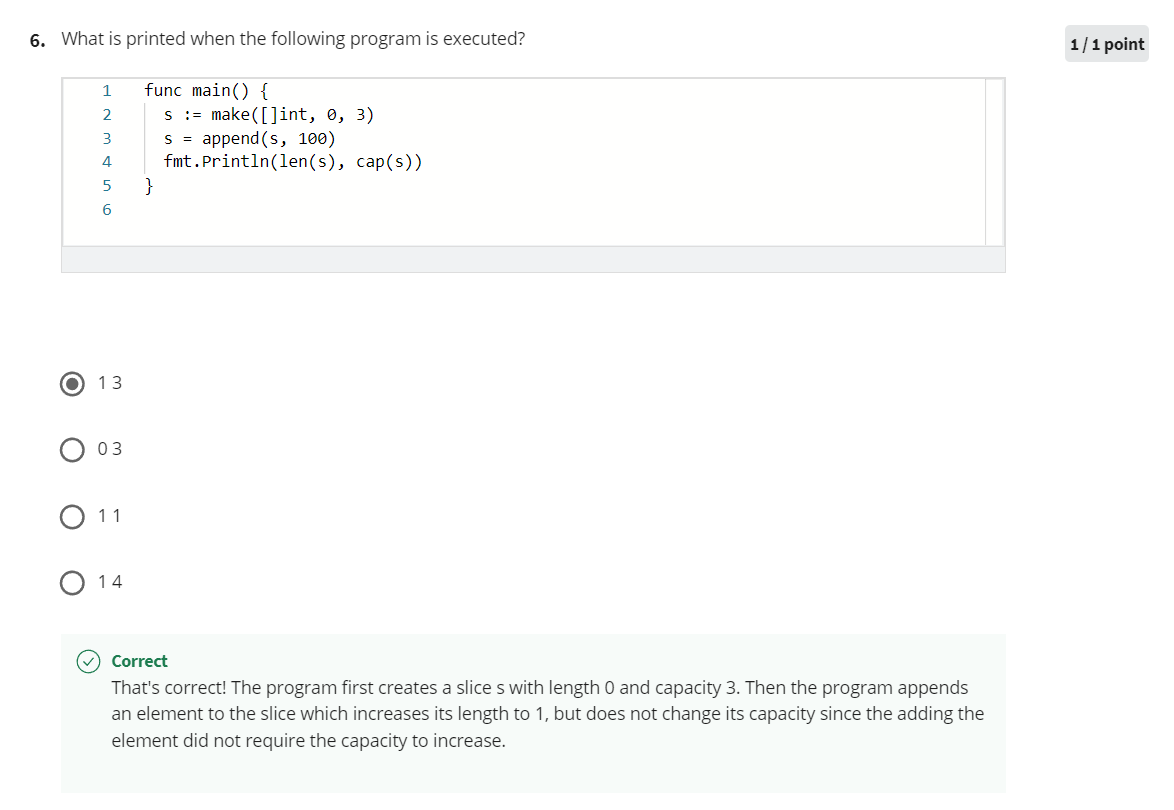 6. What is printed when the following program is executed?
1 / 1 point
1 func main() {
2   s := make([]int, 0, 3)
3   s = append(s, 100)
4   fmt.Println(len(s), cap(s))
5 }
6
1 3
0 3
1 1
1 4
Correct
That's correct! The program first creates a slice s with length 0 and capacity 3. Then the program appends
an element to the slice which increases its length to 1, but does not change its capacity since the adding the
element did not require the capacity to increase.